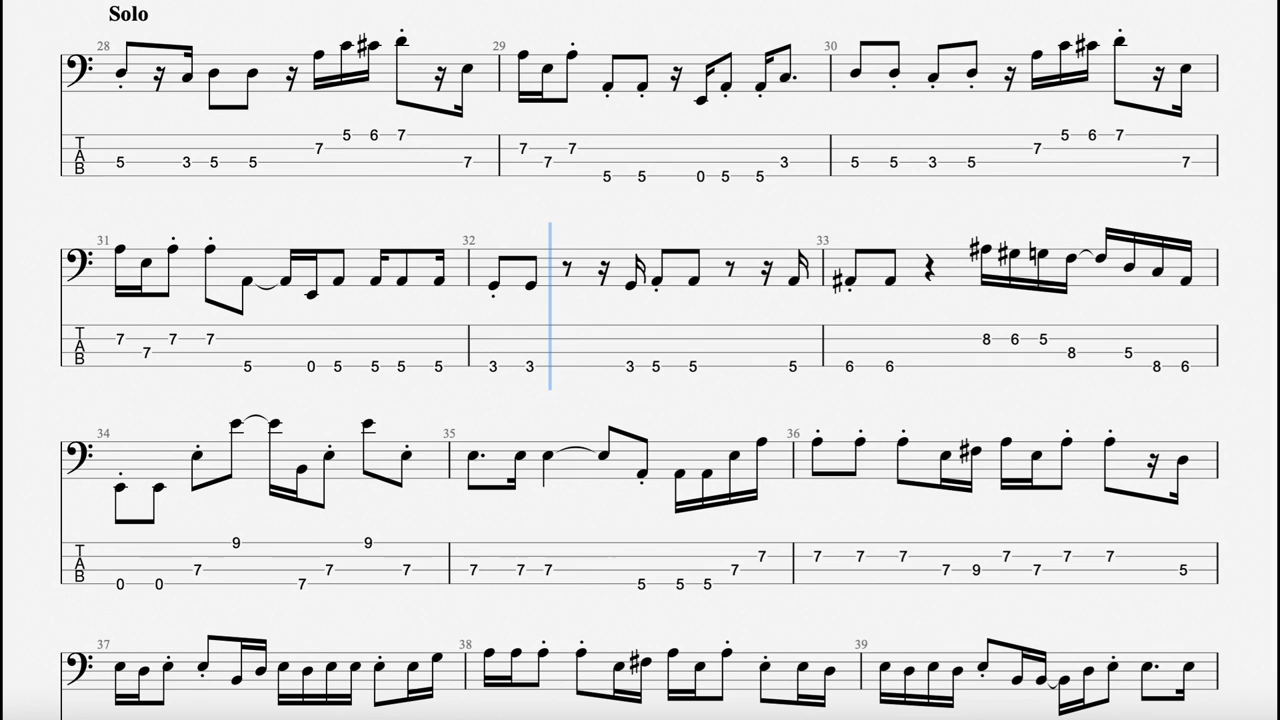 Solo
28 29 30
5 6 7 5 6 7
T
7 7 7 7
A
5 3 5 5 7 7 3 5 5 3 5 7
B
5 5 0 5 5
31 32 33
T
7 7 7 8 6 5
A
7 8 5
B
5 0 5 5 5 5 3 3 3 5 5 5 6 6 8 6
34 35 36
9 9
T
7 7 7 7 7 7 7
A
7 7 7 7 7 7 7 7 9 7 5
B
0 0 7 5 5 5
37 38 39